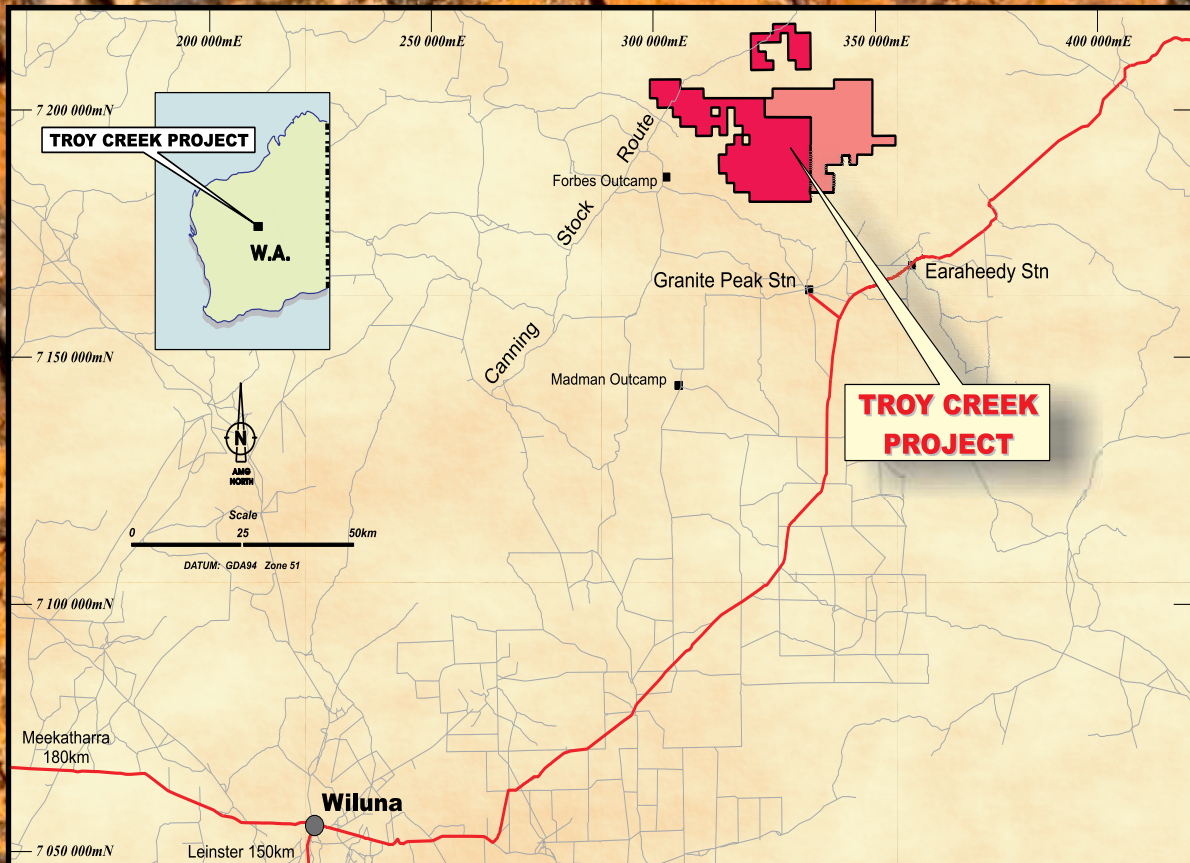 200 000mE
250 000mE
300 000mE
350 000mE
400 000mE
7 200 000mN
TROY CREEK PROJECT
W.A.
Route
Stock
Canning
Forbes Outcamp
Granite Peak Stn
Earaheedy Stn
7 150 000mN
Madman Outcamp
TROY CREEK
PROJECT
N
AMG
NORTH
Scale
0 25 50km
DATUM: GDA94 Zone 51
7 100 000mN
Meekatharra
180km
Wiluna
Leinster 150km
7 050 000mN